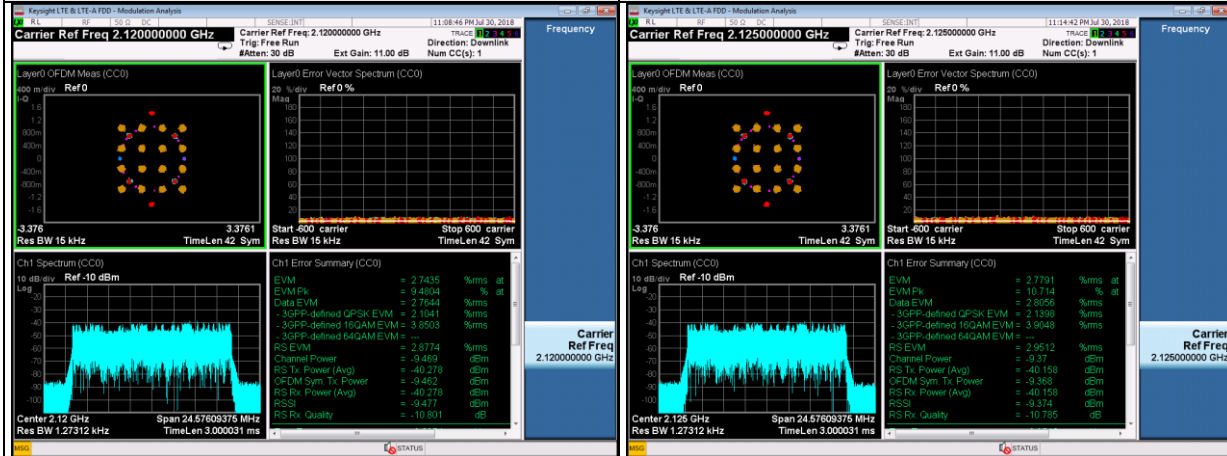 Keysight LTE & LTE-A FDD - Modulation Analysis
RL RF 50 Ω DC SENSE:INT 11:08:46 PM Jul 30, 2018
Carrier Ref Freq 2.120000000 GHz
Carrier Ref Freq: 2.120000000 GHz
Trig: Free Run
#Atten: 30 dB Ext Gain: 11.00 dB
TRACE 1 2 3 4 5 6
Direction: Downlink
Num CC(s): 1
Frequency
Layer0 OFDM Meas (CC0)
400 m/div Ref 0
I-Q
1.6
1.2
800m
400m
0
-400m
-800m
-1.2
-1.6
-3.376 3.3761
Res BW 15 kHz TimeLen 42 Sym
Layer0 Error Vector Spectrum (CC0)
20 %/div Ref 0 %
Mag
180
160
140
120
100
80
60
40
20
Start -600 carrier Stop 600 carrier
Res BW 15 kHz TimeLen 42 Sym
Ch1 Spectrum (CC0)
10 dB/div Ref -10 dBm
Log
-20
-30
-40
-50
-60
-70
-80
-90
-100
Center 2.12 GHz Span 24.57609375 MHz
Res BW 1.27312 kHz TimeLen 3.000031 ms
Ch1 Error Summary (CC0)
EVM = 2.7435 %rms at
EVM Pk = 9.4804 % at
Data EVM = 2.7644 %rms
- 3GPP-defined QPSK EVM = 2.1041 %rms
- 3GPP-defined 16QAM EVM = 3.8503 %rms
- 3GPP-defined 64QAM EVM = ---
RS EVM = 2.8774 %rms
Channel Power = -9.469 dBm
RS Tx. Power (Avg) = -40.278 dBm
OFDM Sym. Tx. Power = -9.462 dBm
RS Rx. Power (Avg) = -40.278 dBm
RSSI = -9.477 dBm
RS Rx. Quality = -10.801 dB
Carrier
Ref Freq
2.120000000 GHz
MSG STATUS
Keysight LTE & LTE-A FDD - Modulation Analysis
RL RF 50 Ω DC SENSE:INT 11:14:42 PM Jul 30, 2018
Carrier Ref Freq 2.125000000 GHz
Carrier Ref Freq: 2.125000000 GHz
Trig: Free Run
#Atten: 30 dB Ext Gain: 11.00 dB
TRACE 1 2 3 4 5 6
Direction: Downlink
Num CC(s): 1
Frequency
Layer0 OFDM Meas (CC0)
400 m/div Ref 0
I-Q
1.6
1.2
800m
400m
0
-400m
-800m
-1.2
-1.6
-3.376 3.3761
Res BW 15 kHz TimeLen 42 Sym
Layer0 Error Vector Spectrum (CC0)
20 %/div Ref 0 %
Mag
180
160
140
120
100
80
60
40
20
Start -600 carrier Stop 600 carrier
Res BW 15 kHz TimeLen 42 Sym
Ch1 Spectrum (CC0)
10 dB/div Ref -10 dBm
Log
-20
-30
-40
-50
-60
-70
-80
-90
-100
Center 2.125 GHz Span 24.57609375 MHz
Res BW 1.27312 kHz TimeLen 3.000031 ms
Ch1 Error Summary (CC0)
EVM = 2.7791 %rms at
EVM Pk = 10.714 % at
Data EVM = 2.8056 %rms
- 3GPP-defined QPSK EVM = 2.1398 %rms
- 3GPP-defined 16QAM EVM = 3.9048 %rms
- 3GPP-defined 64QAM EVM = ---
RS EVM = 2.9512 %rms
Channel Power = -9.37 dBm
RS Tx. Power (Avg) = -40.158 dBm
OFDM Sym. Tx. Power = -9.368 dBm
RS Rx. Power (Avg) = -40.158 dBm
RSSI = -9.374 dBm
RS Rx. Quality = -10.785 dB
Carrier
Ref Freq
2.125000000 GHz
MSG STATUS